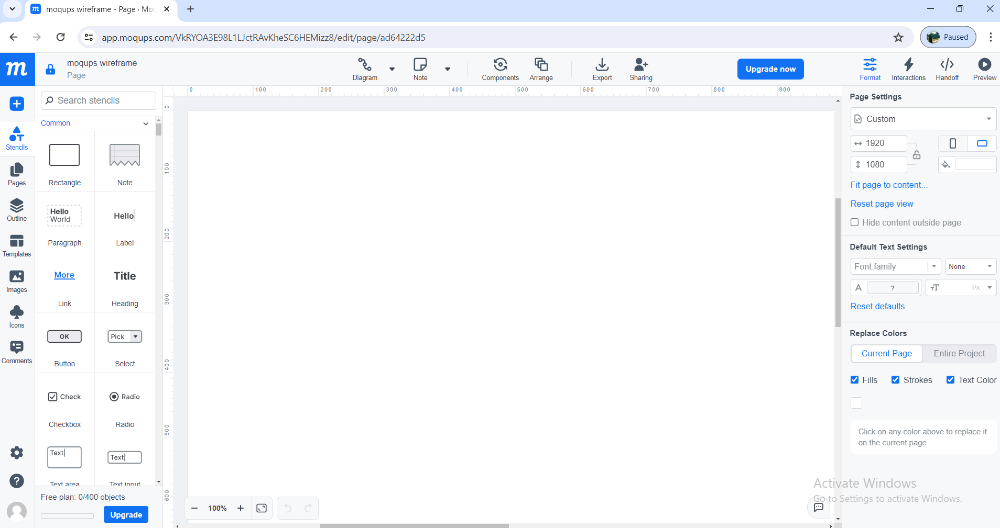 moqups wireframe - Page · Mo
app.moqups.com/VkRYOA3E98L1LJctRAvKheSC6HEMizz8/edit/page/ad64222d5
Paused
m
moqups wireframe
Page
Diagram
Note
Components
Arrange
Export
Sharing
Upgrade now
Format
Interactions
Handoff
Preview
Search stencils
Common
Stencils
Pages
Outline
Templates
Images
Icons
Comments
Rectangle
Note
Hello
World
Paragraph
Hello
Label
More
Link
Title
Heading
OK
Button
Pick
Select
Check
Checkbox
Radio
Radio
Text
Text area
Text
Text input
Free plan: 0/400 objects
Upgrade
0 100 200 300 400 500 600 700 800 900
0
100
200
300
400
500
600
100%
Page Settings
Custom
1920
1080
Fit page to content...
Reset page view
Hide content outside page
Default Text Settings
Font family
None
A ?
TT PX
Reset defaults
Replace Colors
Current Page
Entire Project
Fills
Strokes
Text Color
Click on any color above to replace it
on the current page
Activate Windows
Go to Settings to activate Windows.